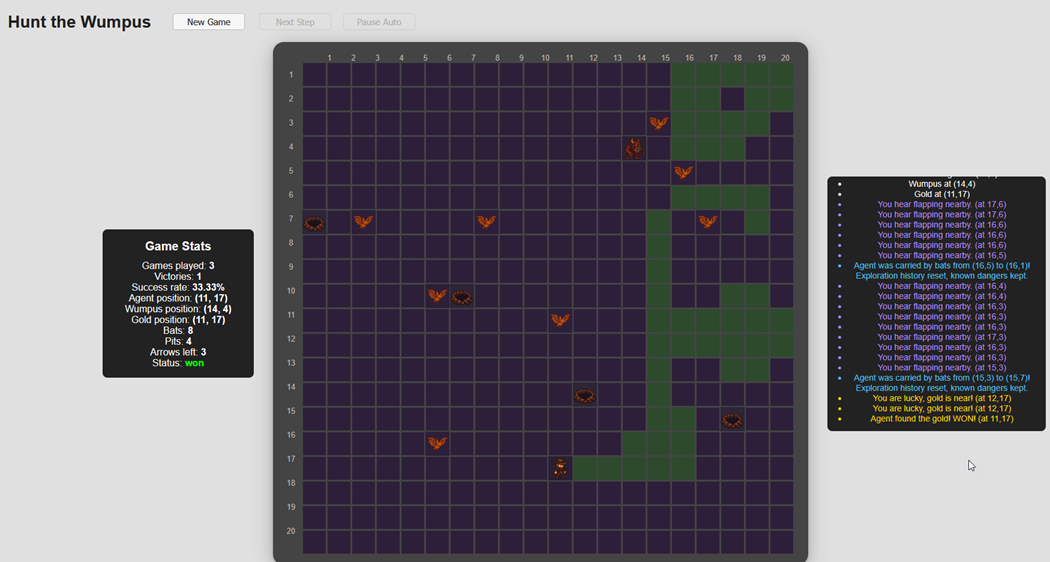 Hunt the Wumpus
New Game
Next Step
Pause Auto
1 2 3 4 5 6 7 8 9 10 11 12 13 14 15 16 17 18 19 20
1
2
3
4
5
6
7
8
9
10
11
12
13
14
15
16
17
18
19
20
Game Stats
Games played: 3
Victories: 1
Success rate: 33.33%
Agent position: (11, 17)
Wumpus position: (14, 4)
Gold position: (11, 17)
Bats: 8
Pits: 4
Arrows left: 3
Status: won
Wumpus at (14,4)
Gold at (11,17)
You hear flapping nearby. (at 17,6)
You hear flapping nearby. (at 17,6)
You hear flapping nearby. (at 16,6)
You hear flapping nearby. (at 16,6)
You hear flapping nearby. (at 16,6)
You hear flapping nearby. (at 16,5)
Agent was carried by bats from (16,5) to (16,1)!
Exploration history reset, known dangers kept.
You hear flapping nearby. (at 16,4)
You hear flapping nearby. (at 16,4)
You hear flapping nearby. (at 16,3)
You hear flapping nearby. (at 16,3)
You hear flapping nearby. (at 16,3)
You hear flapping nearby. (at 17,3)
You hear flapping nearby. (at 16,3)
You hear flapping nearby. (at 16,3)
You hear flapping nearby. (at 15,3)
Agent was carried by bats from (15,3) to (15,7)!
Exploration history reset, known dangers kept.
You are lucky, gold is near! (at 12,17)
You are lucky, gold is near! (at 12,17)
Agent found the gold! WON! (at 11,17)